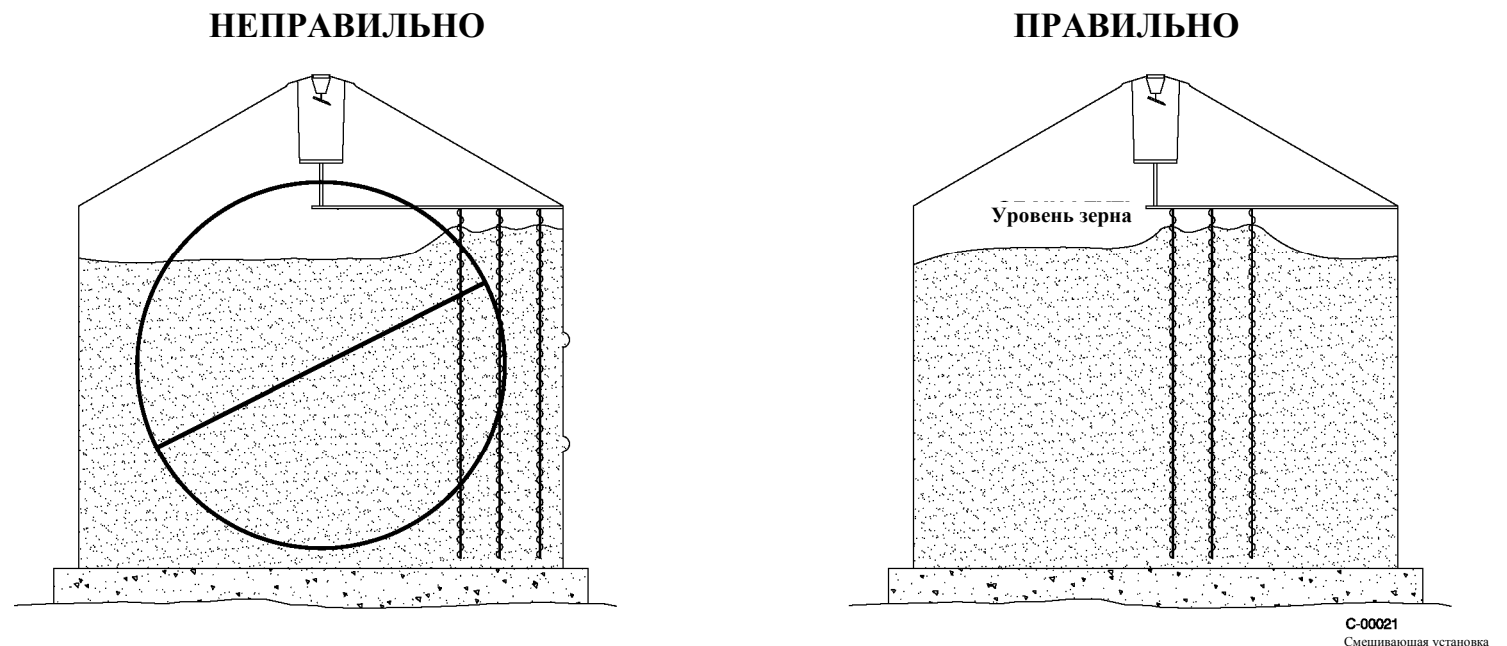 НЕПРАВИЛЬНО
ПРАВИЛЬНО
Уровень зерна
C-00021
Смешивающая установка